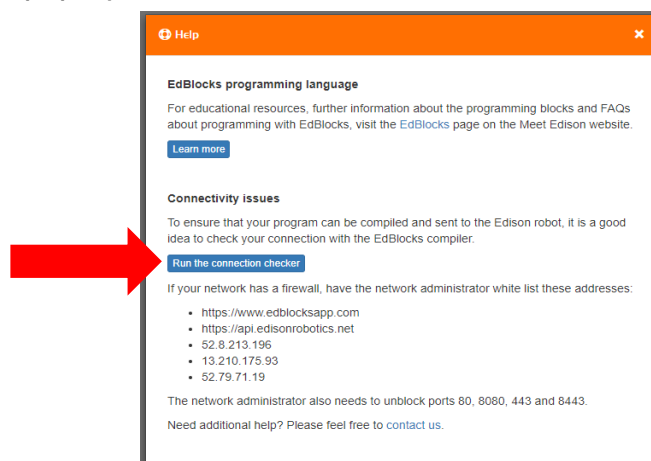 Help
EdBlocks programming language
For educational resources, further information about the programming blocks and FAQs
about programming with EdBlocks, visit the EdBlocks page on the Meet Edison website.
Learn more
Connectivity issues
To ensure that your program can be compiled and sent to the Edison robot, it is a good
idea to check your connection with the EdBlocks compiler.
Run the connection checker
If your network has a firewall, have the network administrator white list these addresses:
• https://www.edblocksapp.com
• https://api.edisonrobotics.net
• 52.8.213.196
• 13.210.175.93
• 52.79.71.19
The network administrator also needs to unblock ports 80, 8080, 443 and 8443.
Need additional help? Please feel free to contact us.